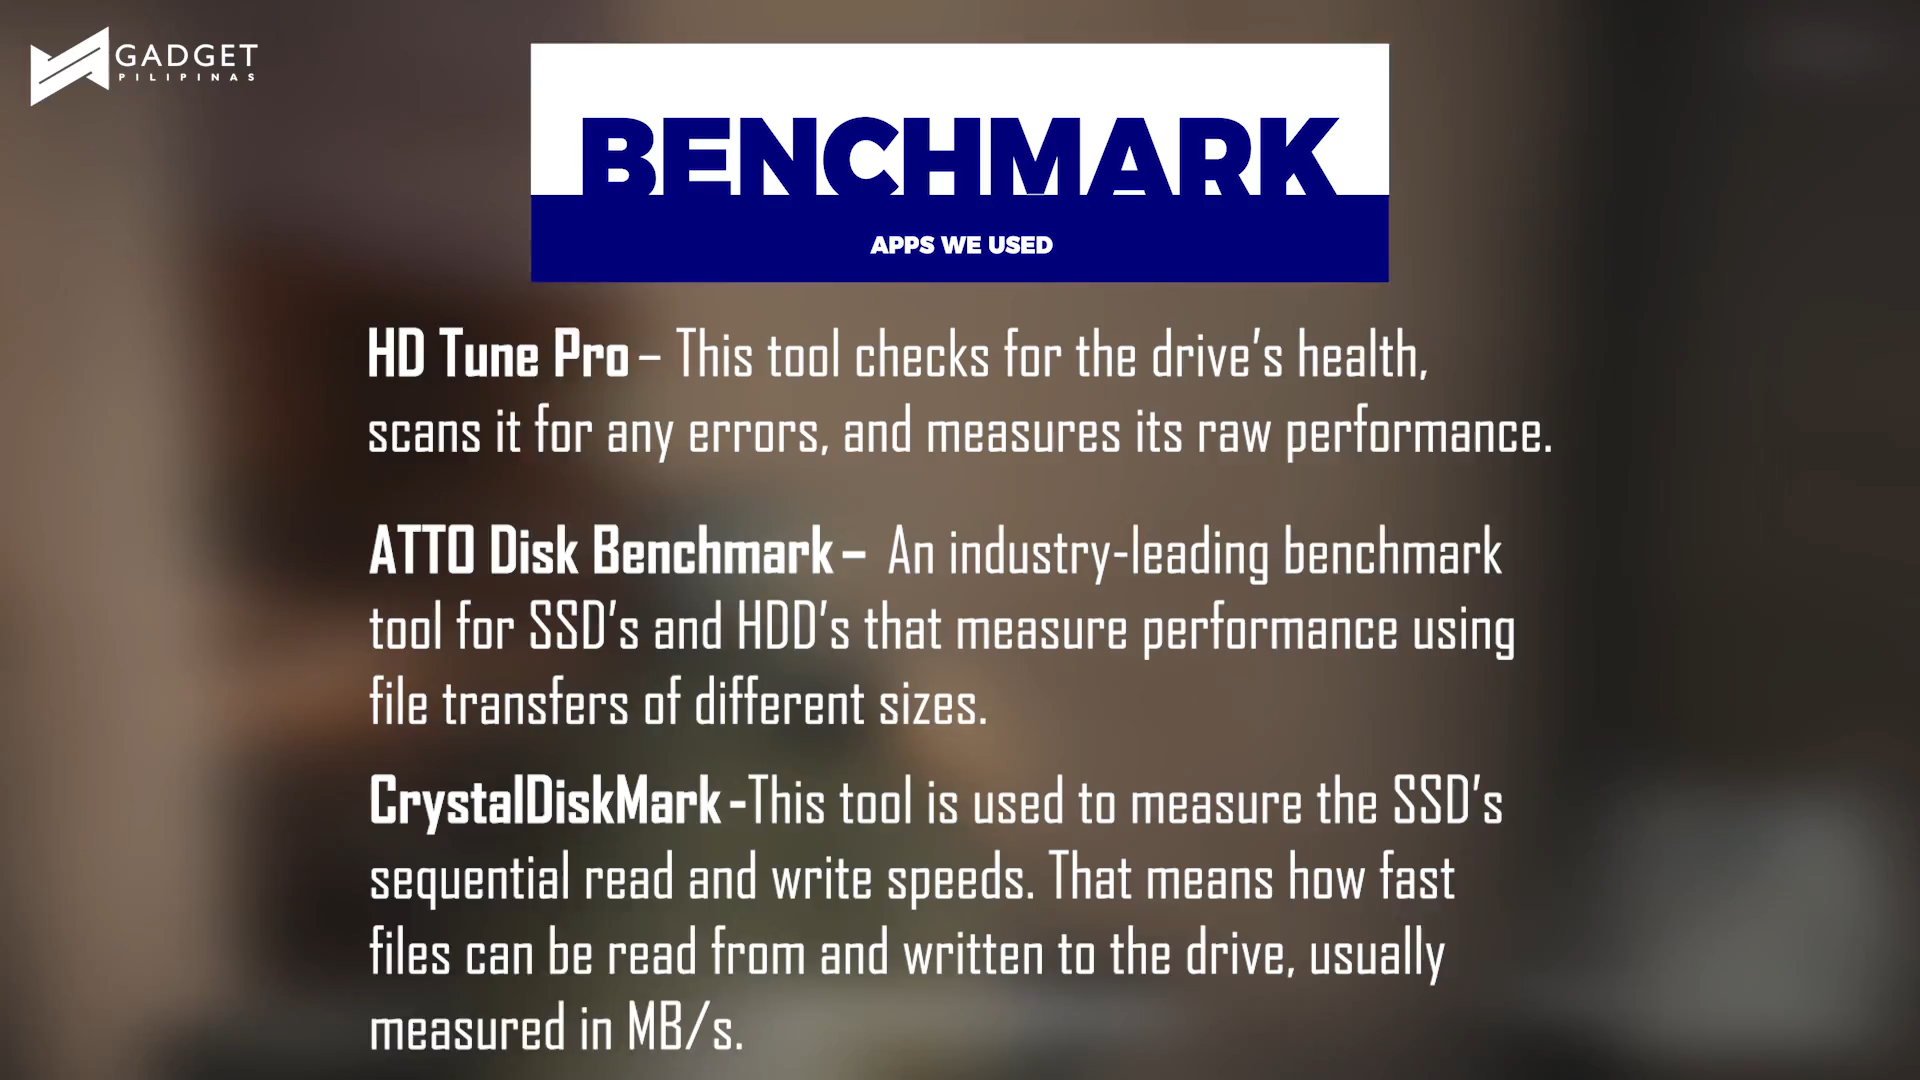 GADGET
PILIPINAS
BENCHMARK
APPS WE USED
HD Tune Pro – This tool checks for the drive’s health,
scans it for any errors, and measures its raw performance.
ATTO Disk Benchmark – An industry-leading benchmark
tool for SSD’s and HDD’s that measure performance using
file transfers of different sizes.
CrystalDiskMark -This tool is used to measure the SSD’s
sequential read and write speeds. That means how fast
files can be read from and written to the drive, usually
measured in MB/s.